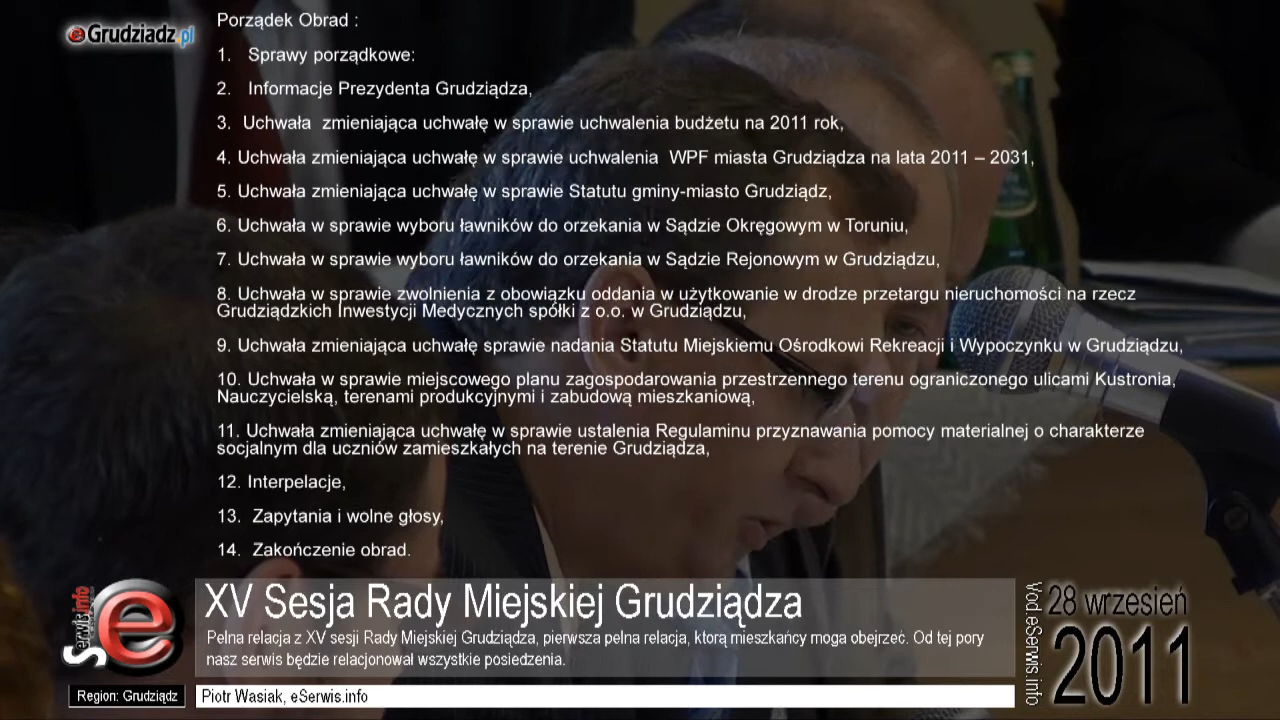 eGrudziadz.pl
Porządek Obrad :
1. Sprawy porządkowe:
2. Informacje Prezydenta Grudziądza,
3. Uchwała zmieniająca uchwałę w sprawie uchwalenia budżetu na 2011 rok,
4. Uchwała zmieniająca uchwałę w sprawie uchwalenia WPF miasta Grudziądza na lata 2011 – 2031,
5. Uchwała zmieniająca uchwałę w sprawie Statutu gminy-miasto Grudziądz,
6. Uchwała w sprawie wyboru ławników do orzekania w Sądzie Okręgowym w Toruniu,
7. Uchwała w sprawie wyboru ławników do orzekania w Sądzie Rejonowym w Grudziądzu,
8. Uchwała w sprawie zwolnienia z obowiązku oddania w użytkowanie w drodze przetargu nieruchomości na rzecz
Grudziądzkich Inwestycji Medycznych spółki z o.o. w Grudziądzu,
9. Uchwała zmieniająca uchwałę sprawie nadania Statutu Miejskiemu Ośrodkowi Rekreacji i Wypoczynku w Grudziądzu,
10. Uchwała w sprawie miejscowego planu zagospodarowania przestrzennego terenu ograniczonego ulicami Kustronia,
Nauczycielską, terenami produkcyjnymi i zabudową mieszkaniową,
11. Uchwała zmieniająca uchwałę w sprawie ustalenia Regulaminu przyznawania pomocy materialnej o charakterze
socjalnym dla uczniów zamieszkałych na terenie Grudziądza,
12. Interpelacje,
13. Zapytania i wolne głosy,
14. Zakończenie obrad.
eSerwis.info
XV Sesja Rady Miejskiej Grudziądza
Pełna relacja z XV sesji Rady Miejskiej Grudziądza, pierwsza pełna relacja, którą mieszkańcy moga obejrzeć. Od tej pory
nasz serwis będzie relacjonował wszystkie posiedzenia.
Region: Grudziądz
Piotr Wasiak, eSerwis.info
Vod.eSerwis.info
28 wrzesień
2011